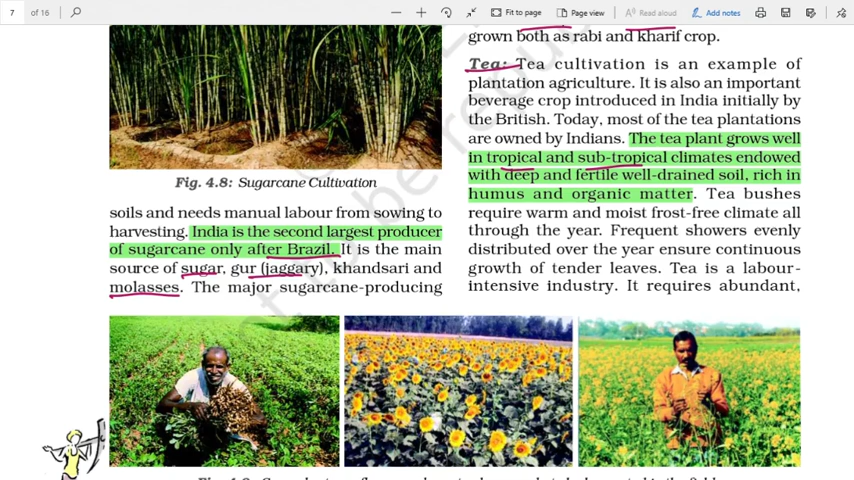 7 of 16
Fit to page
Page view
Read aloud
Add notes
Fig. 4.8: Sugarcane Cultivation
soils and needs manual labour from sowing to
harvesting. India is the second largest producer
of sugarcane only after Brazil. It is the main
source of sugar, gur (jaggary), khandsari and
molasses. The major sugarcane-producing
grown both as rabi and kharif crop.
Tea: Tea cultivation is an example of
plantation agriculture. It is also an important
beverage crop introduced in India initially by
the British. Today, most of the tea plantations
are owned by Indians. The tea plant grows well
in tropical and sub-tropical climates endowed
with deep and fertile well-drained soil, rich in
humus and organic matter. Tea bushes
require warm and moist frost-free climate all
through the year. Frequent showers evenly
distributed over the year ensure continuous
growth of tender leaves. Tea is a labour-
intensive industry. It requires abundant,